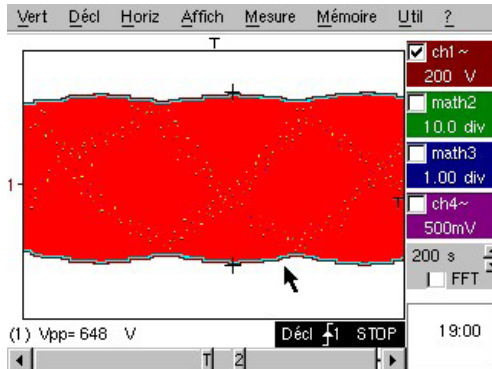 Vert Décl Horiz Affich Mesure Mémoire Util ?
T
ch1~
200 V
math2
10.0 div
math3
1.00 div
ch4~
500mV
1
T
200 s
FFT
(1) Vpp= 648 V
Décl 1 STOP
19:00
T 2